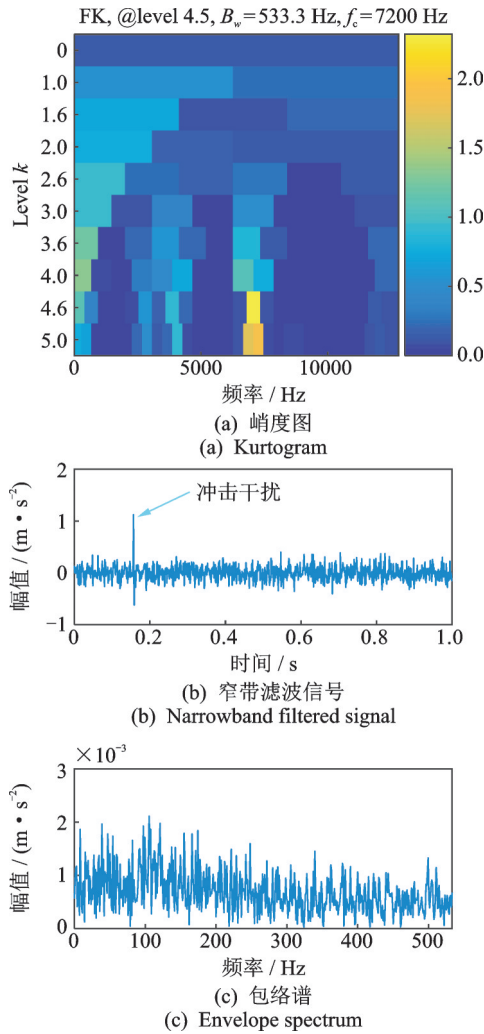 FK, @level 4.5, B_w=533.3 Hz, f_c=7200 Hz
0
1.0
1.6
2.0
2.6
3.0
3.6
4.0
4.6
5.0
Level k
0
5000
10000
频率 / Hz
2.0
1.5
1.0
0.5
0.0
(a) 峭度图
(a) Kurtogram
2
1
0
−1
幅值 / (m·s⁻²)
冲击干扰
0
0.2
0.4
0.6
0.8
1.0
时间 / s
(b) 窄带滤波信号
(b) Narrowband filtered signal
×10⁻³
3
2
1
0
幅值 / (m·s⁻²)
0
100
200
300
400
500
频率 / Hz
(c) 包络谱
(c) Envelope spectrum